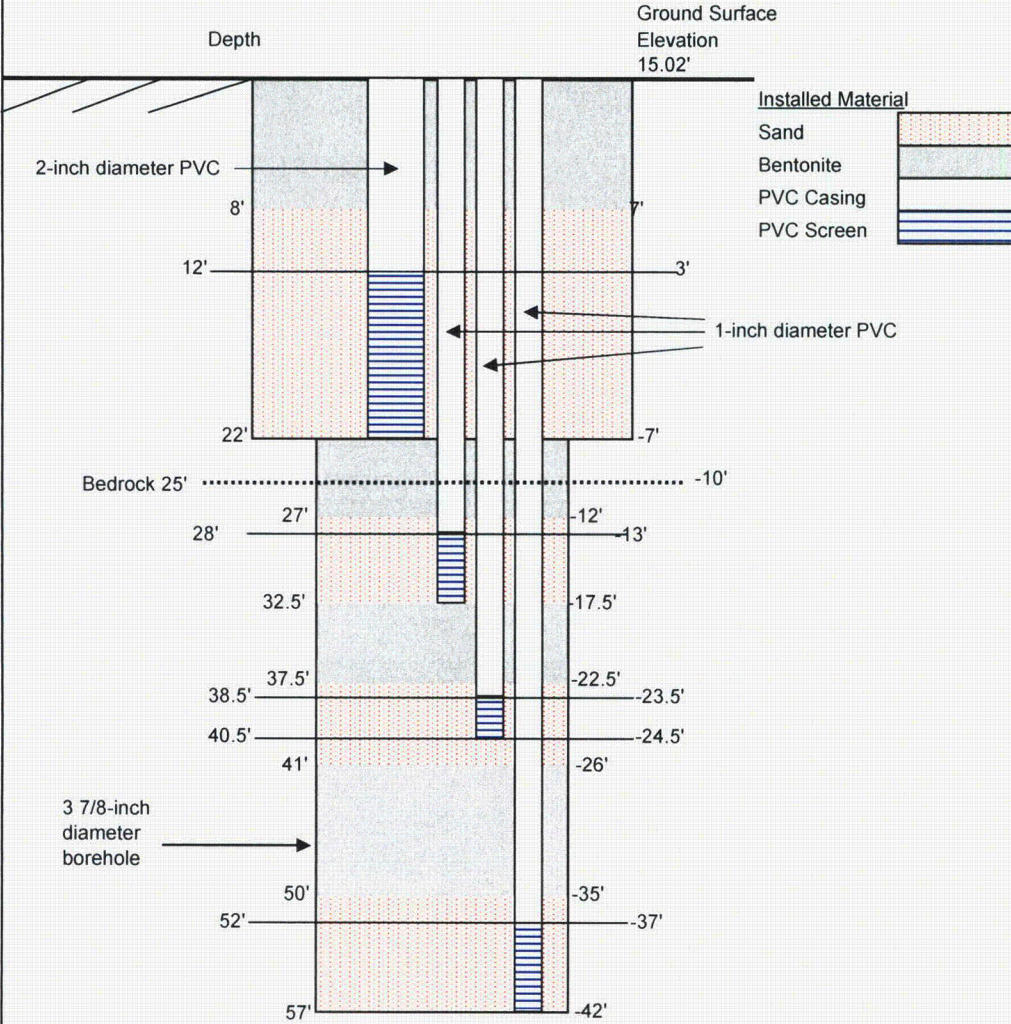 Ground Surface
Depth
Elevation
15.02'
Installed Material
Sand
Bentonite
2-inch diameter PVC
PVC Casing
8'
7'
PVC Screen
12'
3'
1-inch diameter PVC
22'
-7'
Bedrock 25'
-10'
27'
-12'
28'
-13'
32.5'
-17.5'
37.5'
-22.5'
38.5'
-23.5'
40.5'
-24.5'
41'
-26'
3 7/8-inch
diameter
borehole
50'
-35'
52'
-37'
57'
-42'